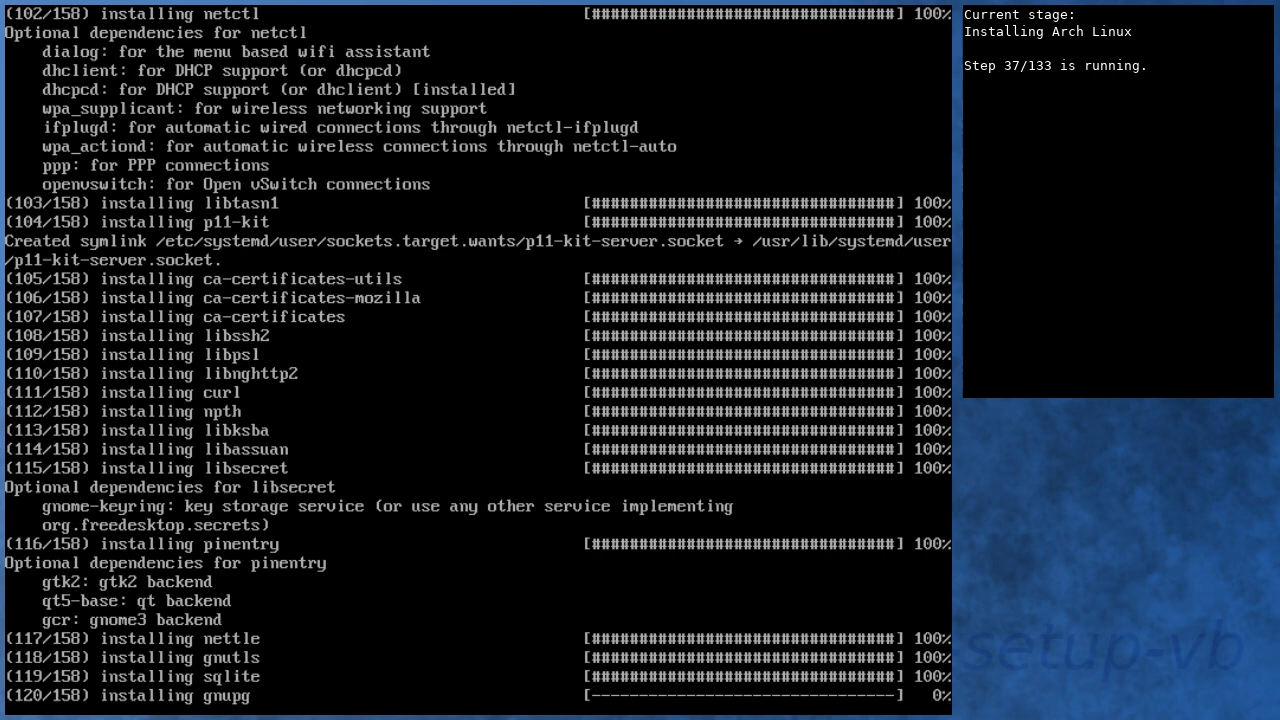 (102/158) installing netctl [################################] 100%
Optional dependencies for netctl
    dialog: for the menu based wifi assistant
    dhclient: for DHCP support (or dhcpcd)
    dhcpcd: for DHCP support (or dhclient) [installed]
    wpa_supplicant: for wireless networking support
    ifplugd: for automatic wired connections through netctl-ifplugd
    wpa_actiond: for automatic wireless connections through netctl-auto
    ppp: for PPP connections
    openvswitch: for Open vSwitch connections
(103/158) installing libtasn1 [################################] 100%
(104/158) installing p11-kit [################################] 100%
Created symlink /etc/systemd/user/sockets.target.wants/p11-kit-server.socket → /usr/lib/systemd/user
/p11-kit-server.socket.
(105/158) installing ca-certificates-utils [################################] 100%
(106/158) installing ca-certificates-mozilla [################################] 100%
(107/158) installing ca-certificates [################################] 100%
(108/158) installing libssh2 [################################] 100%
(109/158) installing libpsl [################################] 100%
(110/158) installing libnghttp2 [################################] 100%
(111/158) installing curl [################################] 100%
(112/158) installing npth [################################] 100%
(113/158) installing libksba [################################] 100%
(114/158) installing libassuan [################################] 100%
(115/158) installing libsecret [################################] 100%
Optional dependencies for libsecret
    gnome-keyring: key storage service (or use any other service implementing
    org.freedesktop.secrets)
(116/158) installing pinentry [################################] 100%
Optional dependencies for pinentry
    gtk2: gtk2 backend
    qt5-base: qt backend
    gcr: gnome3 backend
(117/158) installing nettle [################################] 100%
(118/158) installing gnutls [################################] 100%
(119/158) installing sqlite [################################] 100%
(120/158) installing gnupg [--------------------------------] 0%
Current stage:
Installing Arch Linux
Step 37/133 is running.
setup-vb